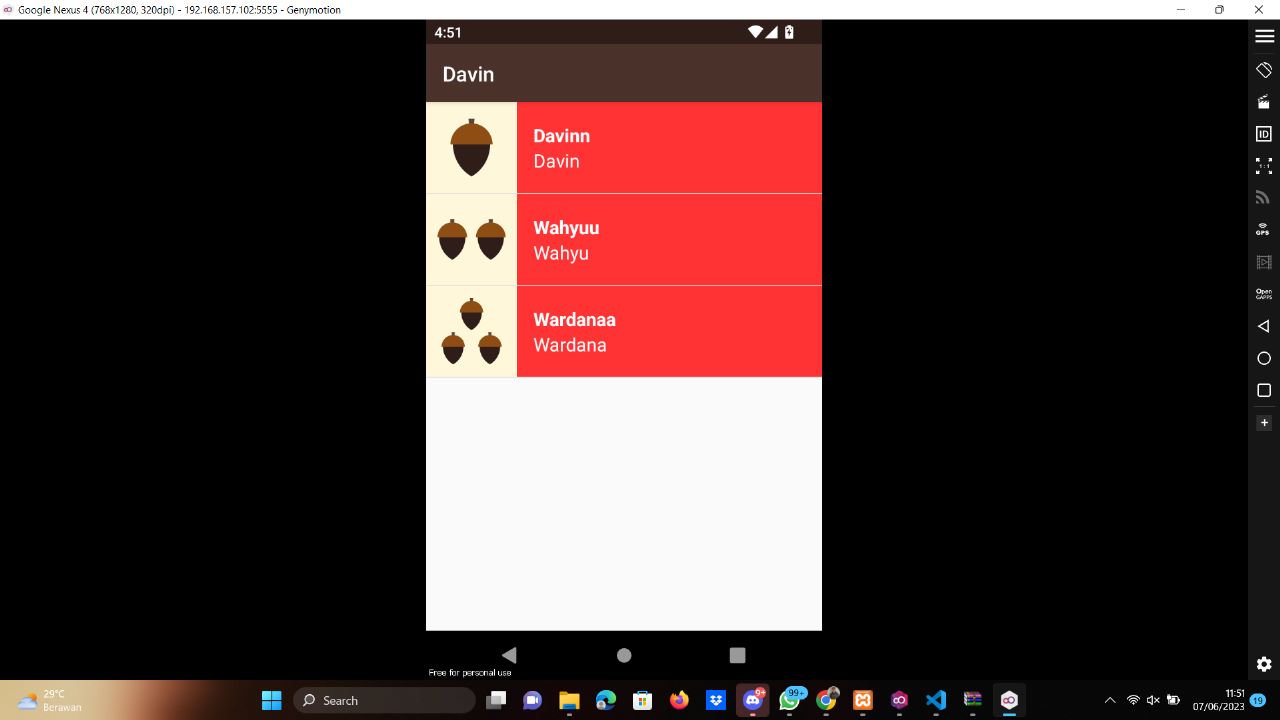 Google Nexus 4 (768x1280, 320dpi) - 192.168.157.102:5555 - Genymotion
4:51
Davin
Davinn
Davin
Wahyuu
Wahyu
Wardanaa
Wardana
ID
1:1
GPS
Open
GAPPS
Free for personal use
29°C
Berawan
Search
9+
99+
11:51
07/06/2023
19